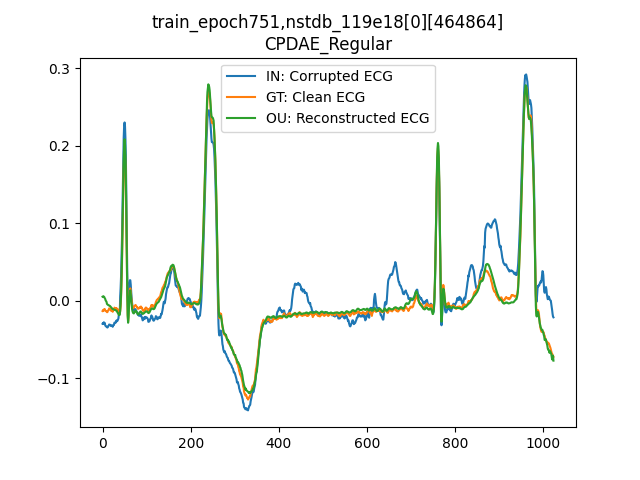 train_epoch751,nstdb_119e18[0][464864]
CPDAE_Regular
IN: Corrupted ECG
GT: Clean ECG
OU: Reconstructed ECG
0.3
0.2
0.1
0.0
−0.1
0 200 400 600 800 1000